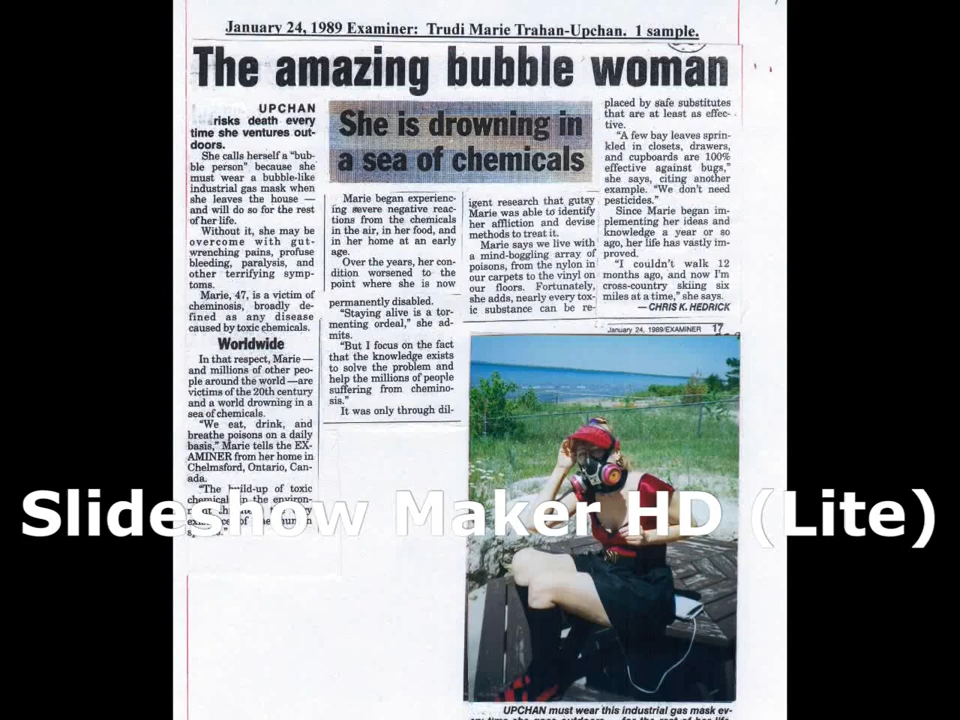 January 24, 1989 Examiner: Trudi Marie Trahan-Upchan. 1 sample.
The amazing bubble woman
UPCHAN
risks death every
time she ventures out-
doors.
She calls herself a "bub-
ble person" because she
must wear a bubble-like
industrial gas mask when
she leaves the house —
and will do so for the rest
of her life.
Without it, she may be
overcome with gut-
wrenching pains, profuse
bleeding, paralysis, and
other terrifying symp-
toms.
Marie, 47, is a victim of
cheminosis, broadly de-
fined as any disease
caused by toxic chemicals.
Worldwide
In that respect, Marie —
and millions of other peo-
ple around the world —are
victims of the 20th century
and a world drowning in a
sea of chemicals.
"We eat, drink, and
breathe poisons on a daily
basis," Marie tells the EX-
AMINER from her home in
Chelmsford, Ontario, Can-
ada.
"The build-up of toxic
chemicals in the environ-
She is drowning in
a sea of chemicals
Marie began experienc-
ing severe negative reac-
tions from the chemicals
in the air, in her food, and
in her home at an early
age.
Over the years, her con-
dition worsened to the
point where she is now
permanently disabled.
"Staying alive is a tor-
menting ordeal," she ad-
mits.
"But I focus on the fact
that the knowledge exists
to solve the problem and
help the millions of people
suffering from chemino-
sis."
It was only through dil-
igent research that gutsy
Marie was able to identify
her affliction and devise
methods to treat it.
Marie says we live with
a mind-boggling array of
poisons, from the nylon in
our carpets to the vinyl on
our floors. Fortunately,
she adds, nearly every tox-
ic substance can be re-
placed by safe substitutes
that are at least as effec-
tive.
"A few bay leaves sprin-
kled in closets, drawers,
and cupboards are 100%
effective against bugs,"
she says, citing another
example. "We don't need
pesticides."
Since Marie began im-
plementing her ideas and
knowledge a year or so
ago, her life has vastly im-
proved.
"I couldn't walk 12
months ago, and now I'm
cross-country skiing six
miles at a time," she says.
— CHRIS K. HEDRICK
January 24, 1989/EXAMINER 17
UPCHAN must wear this industrial gas mask ev-
Slideshow Maker HD (Lite)